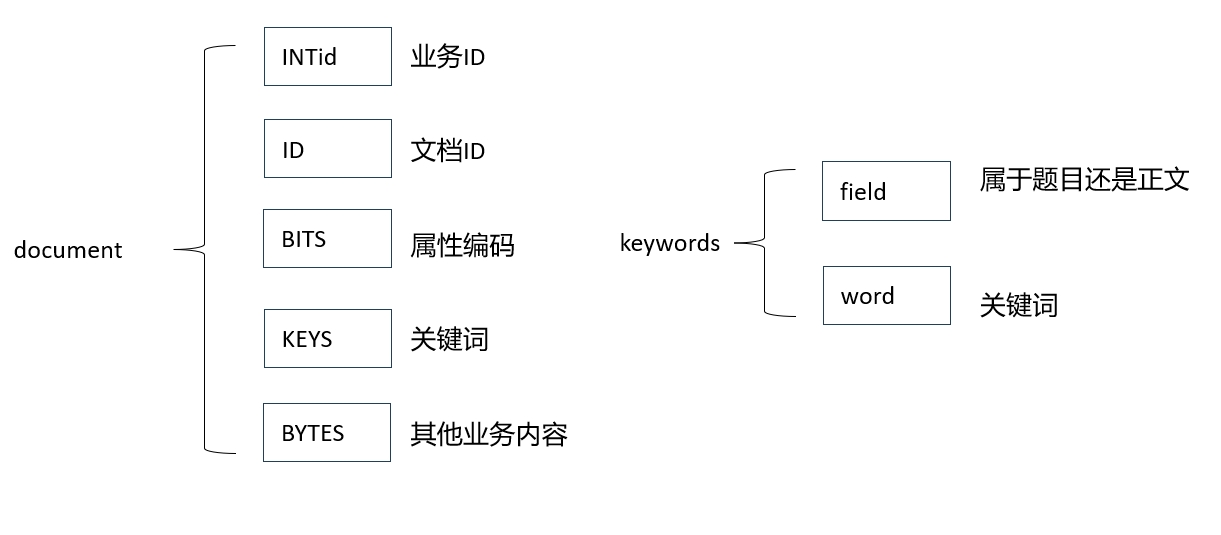 INTid 业务ID
ID 文档ID
BITS 属性编码
document
KEYS 关键词
BYTES 其他业务内容
field 属于题目还是正文
keywords
word 关键词